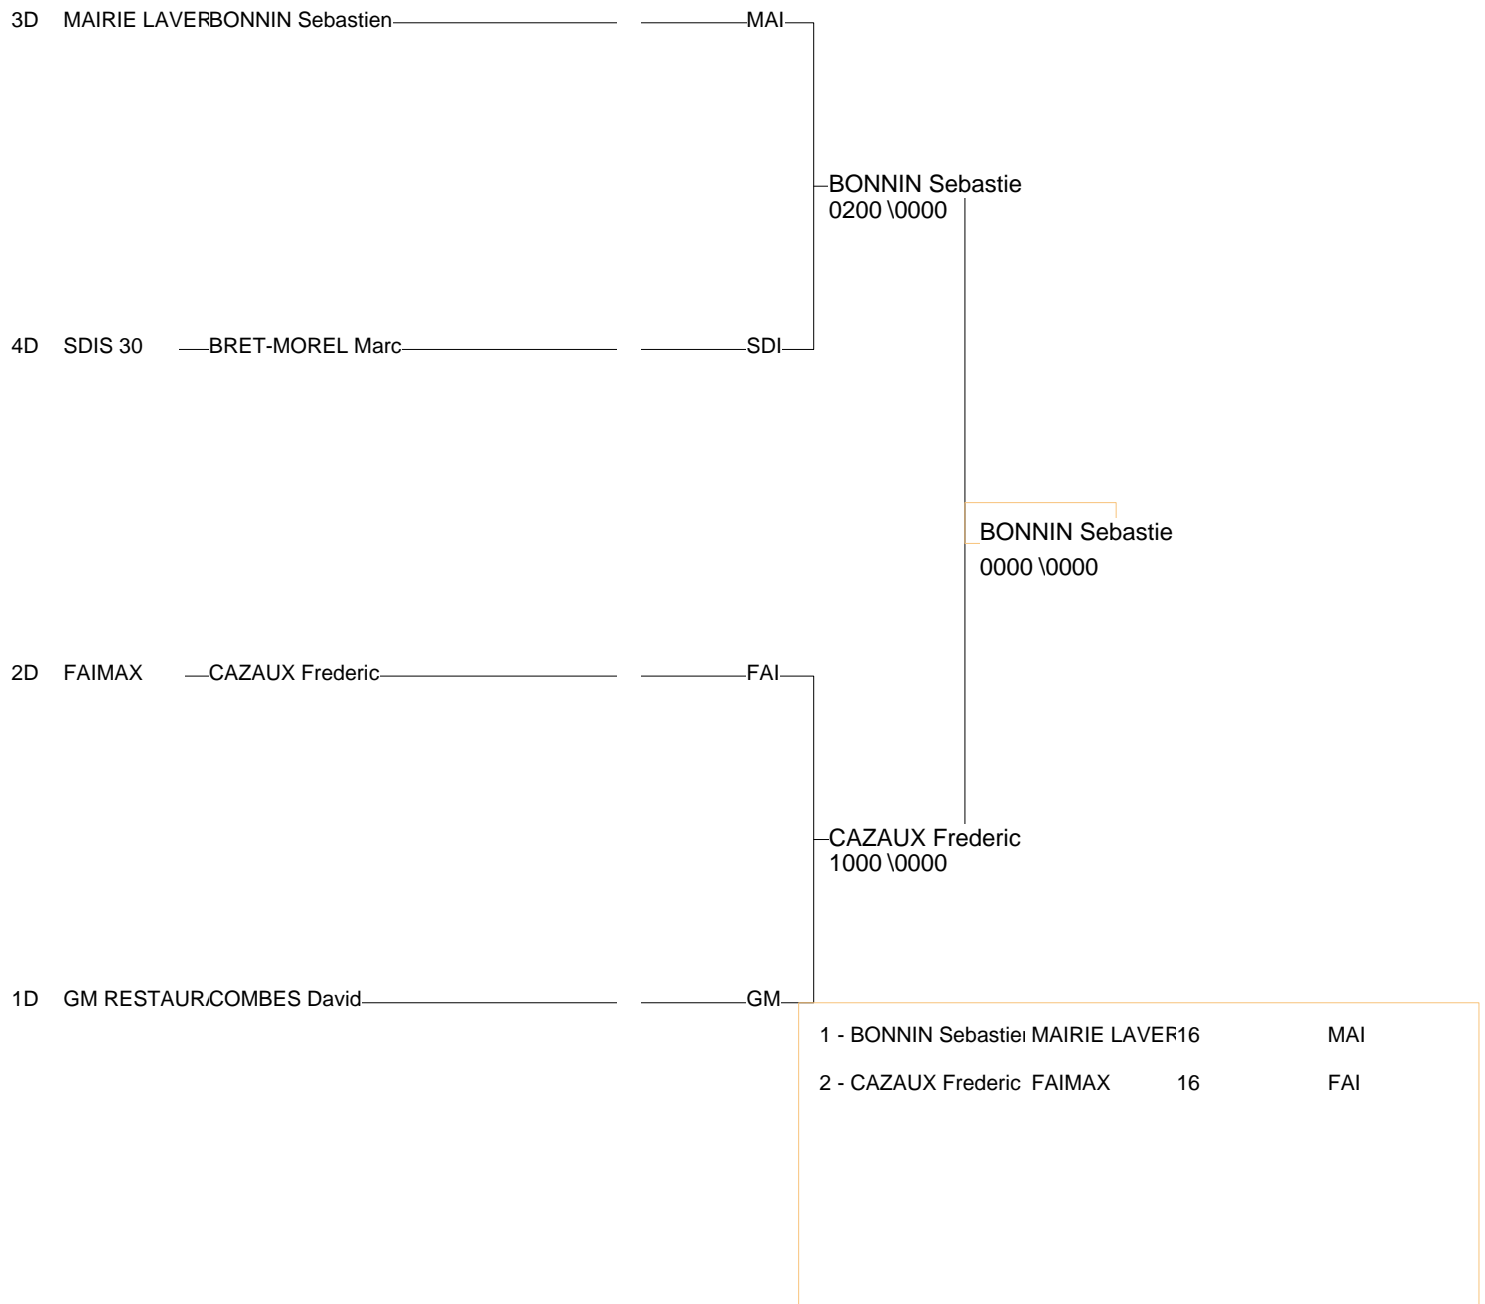 3D MAIRIE LAVER BONNIN Sebastien MAI
BONNIN Sebastie
0200 \0000
4D SDIS 30 BRET-MOREL Marc SDI
BONNIN Sebastie
0000 \0000
2D FAIMAX CAZAUX Frederic FAI
CAZAUX Frederic
1000 \0000
1D GM RESTAUR COMBES David GM
1 - BONNIN Sebastie MAIRIE LAVER 16 MAI
2 - CAZAUX Frederic FAIMAX 16 FAI